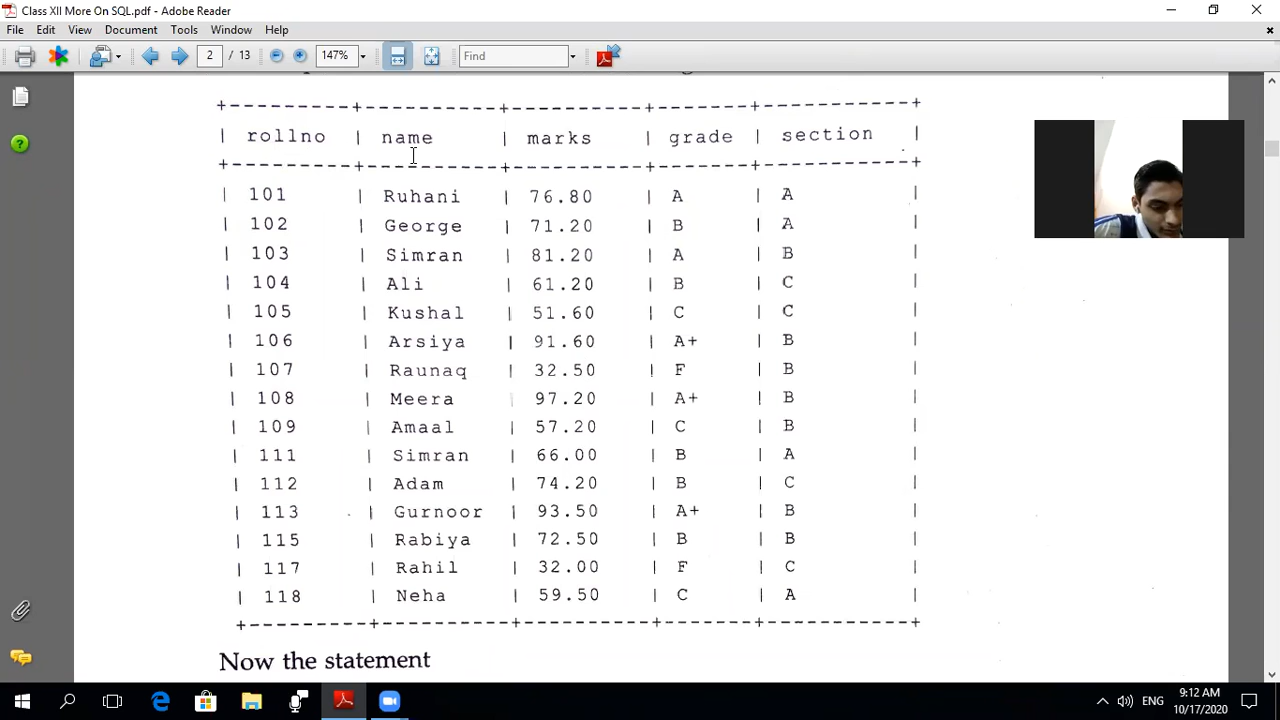 Class XII More On SQL.pdf - Adobe Reader
File Edit View Document Tools Window Help
2 / 13 147% Find
rollno | name | marks | grade | section |
| 101 | Ruhani | 76.80 | A | A |
| 102 | George | 71.20 | B | A |
| 103 | Simran | 81.20 | A | B |
| 104 | Ali | 61.20 | B | C |
| 105 | Kushal | 51.60 | C | C |
| 106 | Arsiya | 91.60 | A+ | B |
| 107 | Raunaq | 32.50 | F | B |
| 108 | Meera | 97.20 | A+ | B |
| 109 | Amaal | 57.20 | C | B |
| 111 | Simran | 66.00 | B | A |
| 112 | Adam | 74.20 | B | C |
| 113 | Gurnoor | 93.50 | A+ | B |
| 115 | Rabiya | 72.50 | B | B |
| 117 | Rahil | 32.00 | F | C |
| 118 | Neha | 59.50 | C | A |
Now the statement
ENG
9:12 AM
10/17/2020